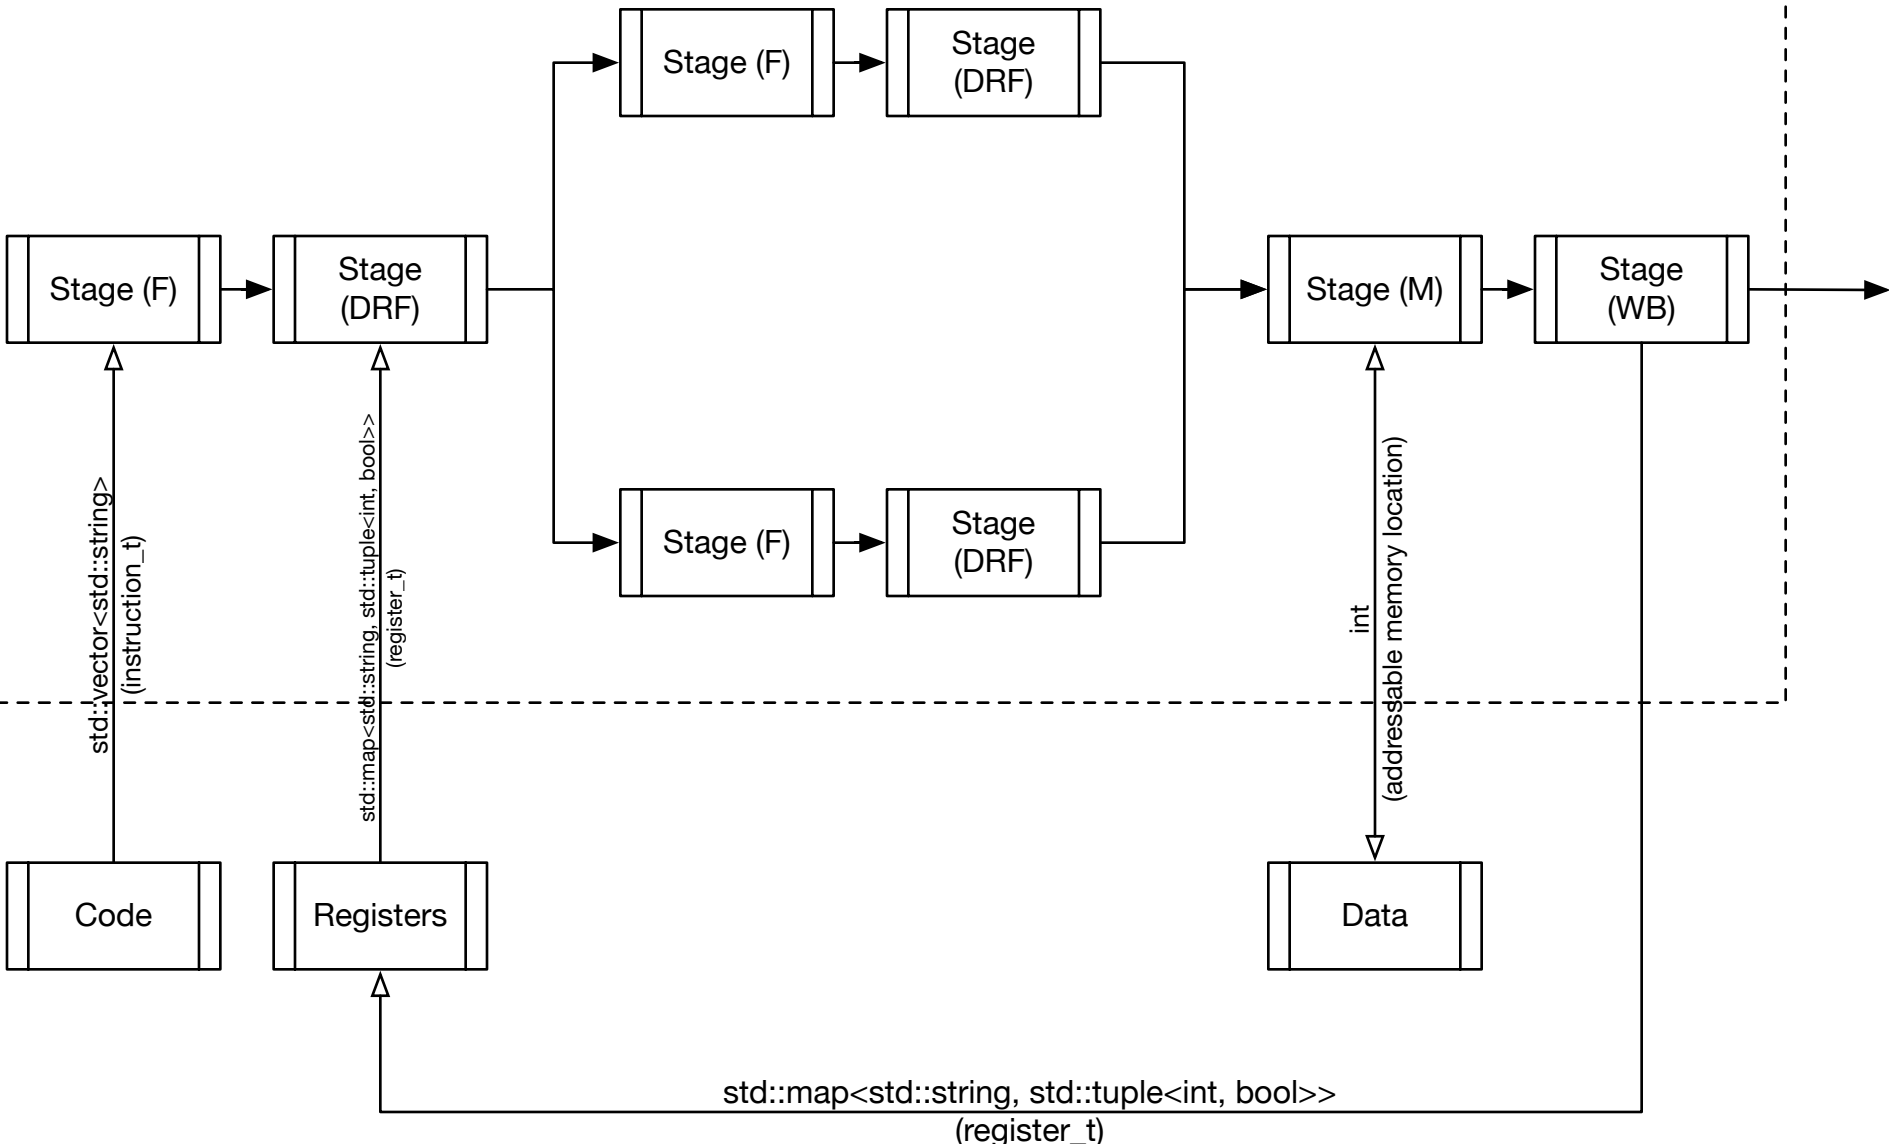 Stage (F)
Stage
(DRF)
Stage (F)
Stage
(DRF)
Stage (M)
Stage
(WB)
Stage (F)
Stage
(DRF)
std::vector<std::string>
(instruction_t)
std::map<std::string, std::tuple<int, bool>>
(register_t)
int
(addressable memory location)
Code
Registers
Data
std::map<std::string, std::tuple<int, bool>>
(register_t)